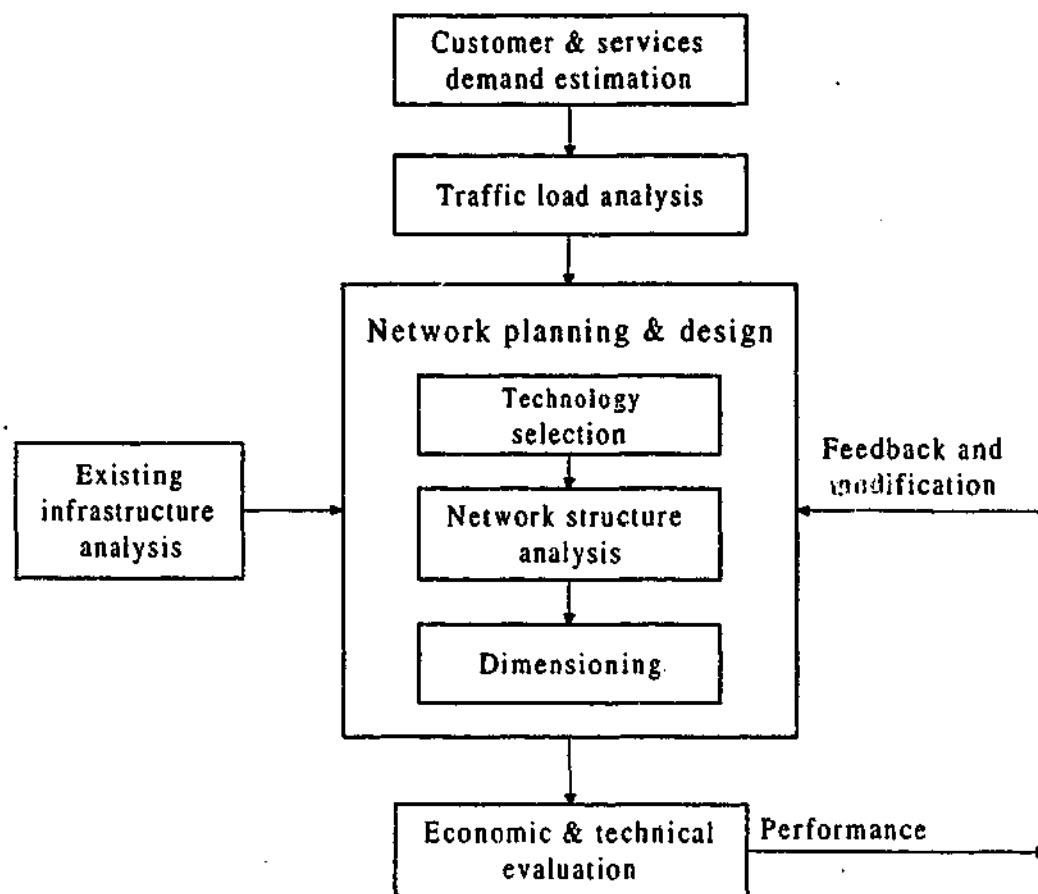 Customer & services
demand estimation
Traffic load analysis
Network planning & design
Technology
selection
Existing
infrastructure
analysis
Network structure
analysis
Feedback and
modification
Dimensioning
Economic & technical
evaluation
Performance